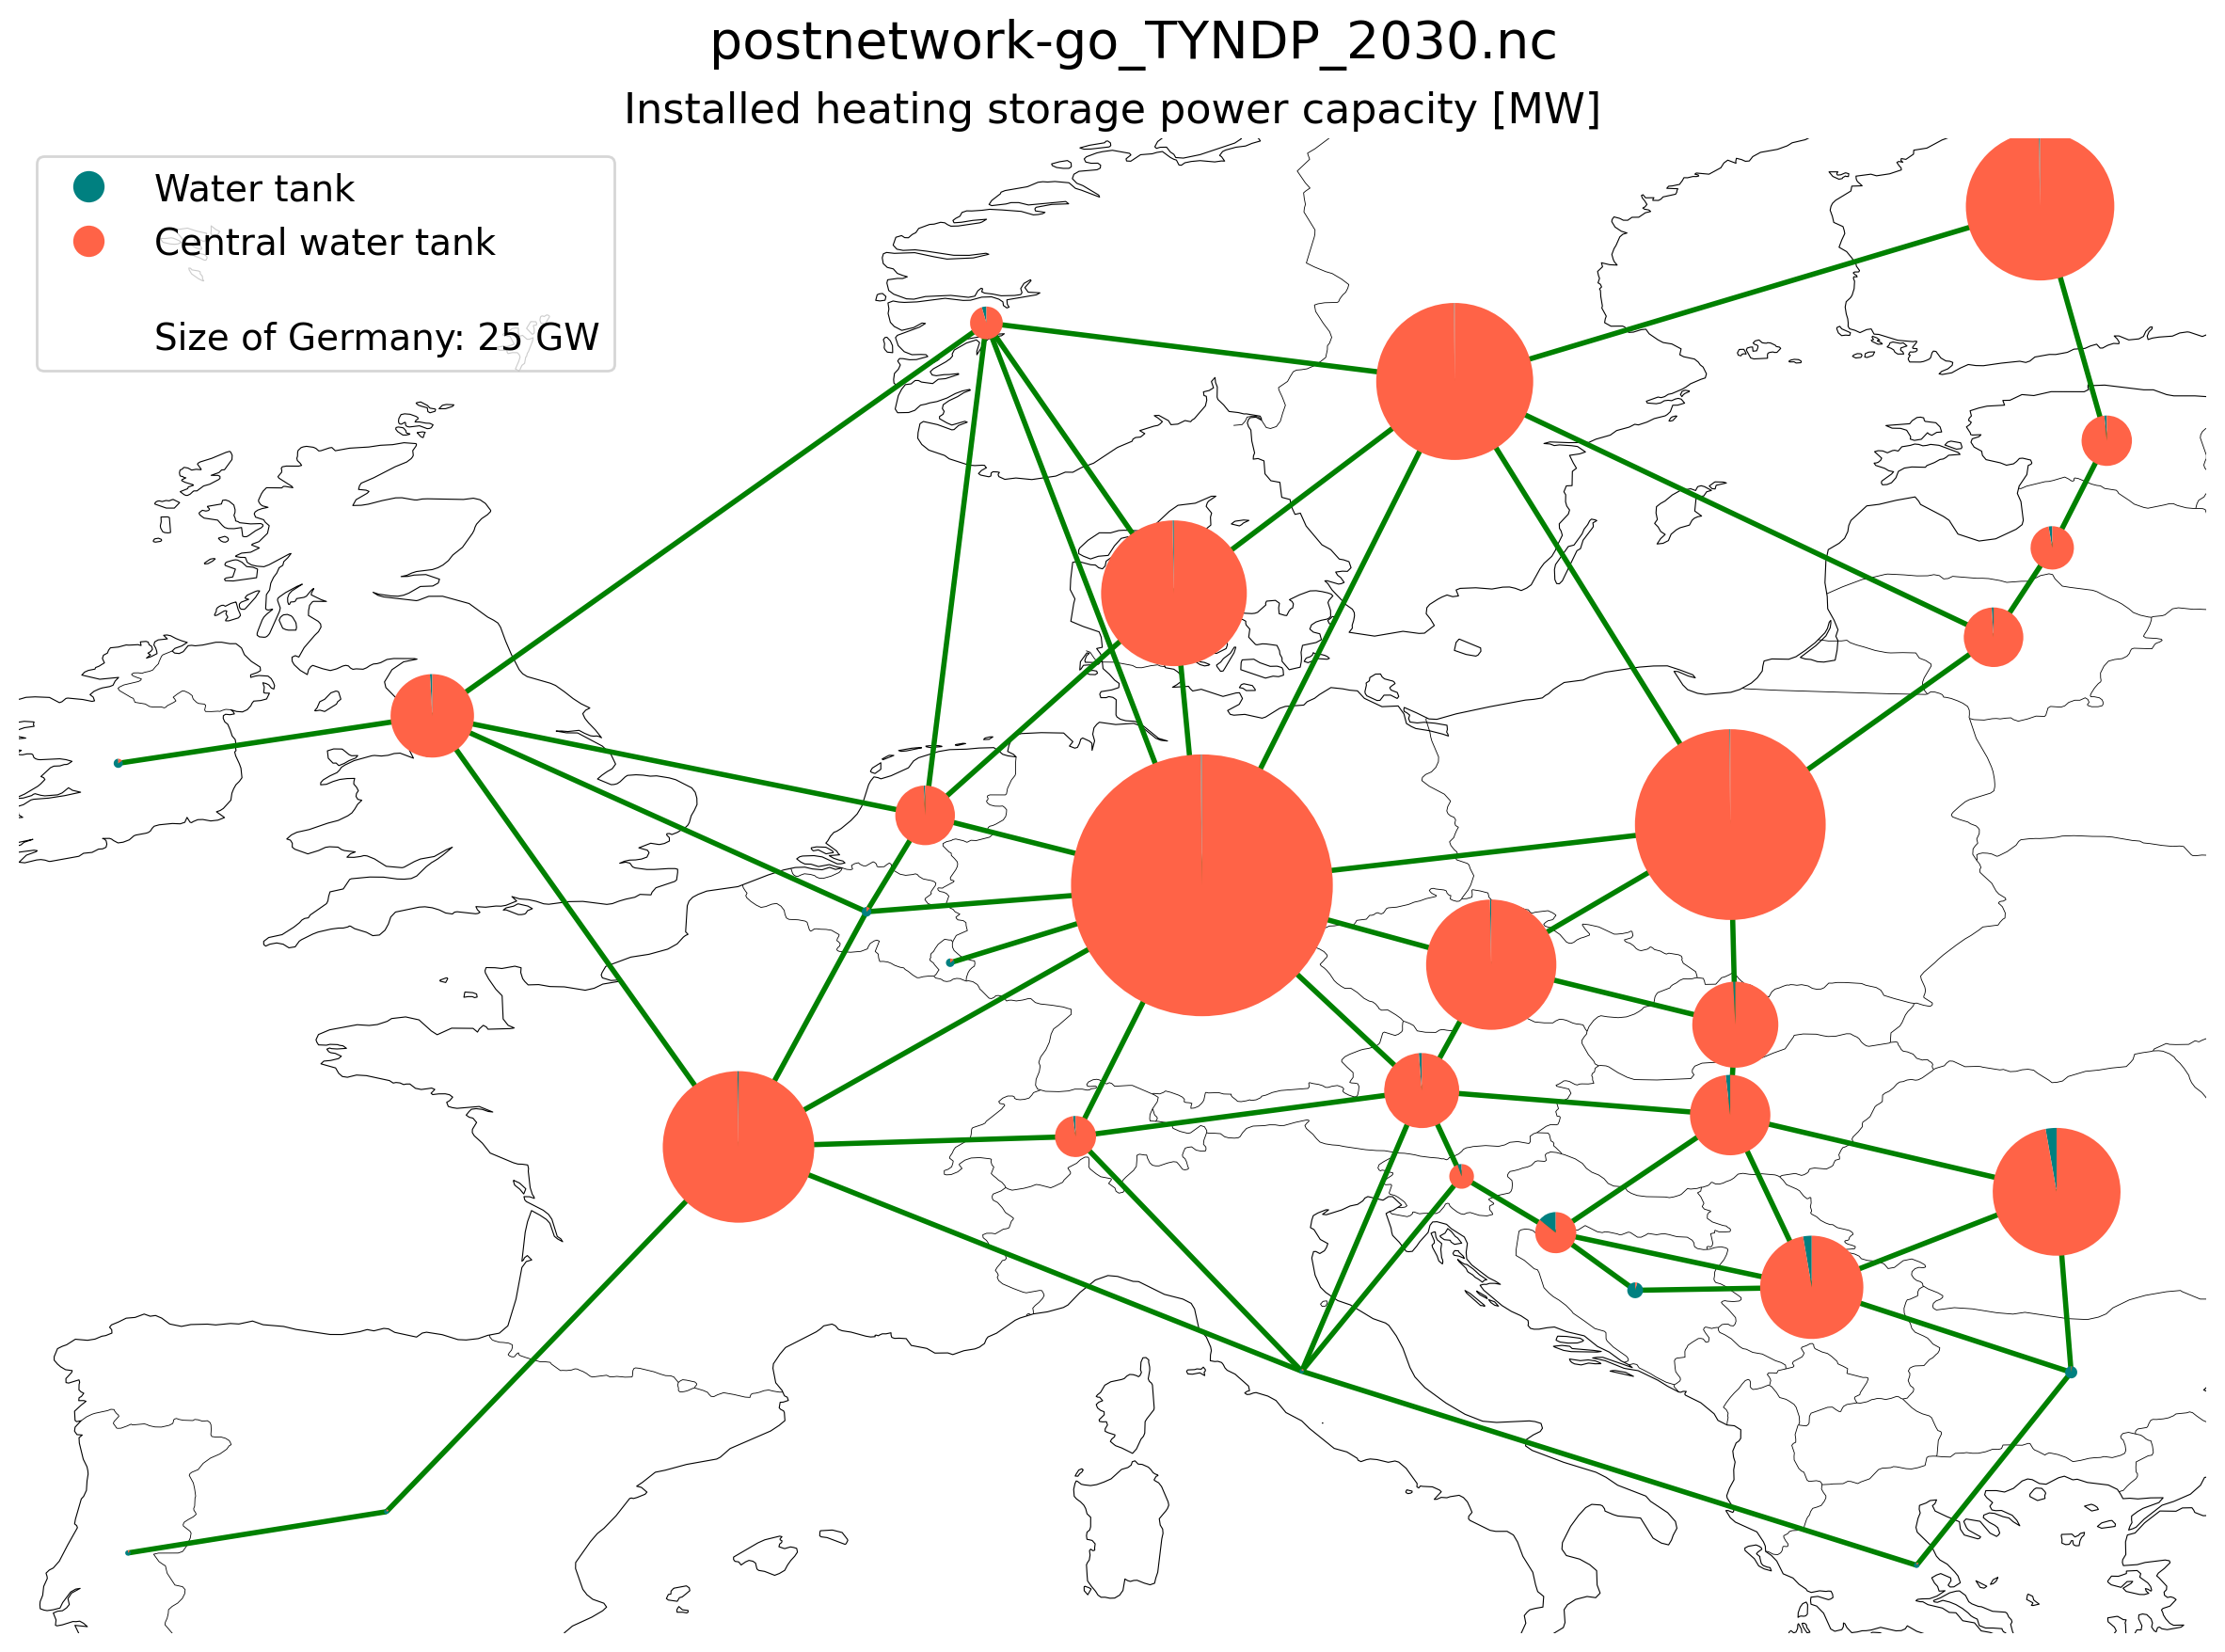 postnetwork-go_TYNDP_2030.nc
Installed heating storage power capacity [MW]
Water tank
Central water tank
Size of Germany: 25 GW